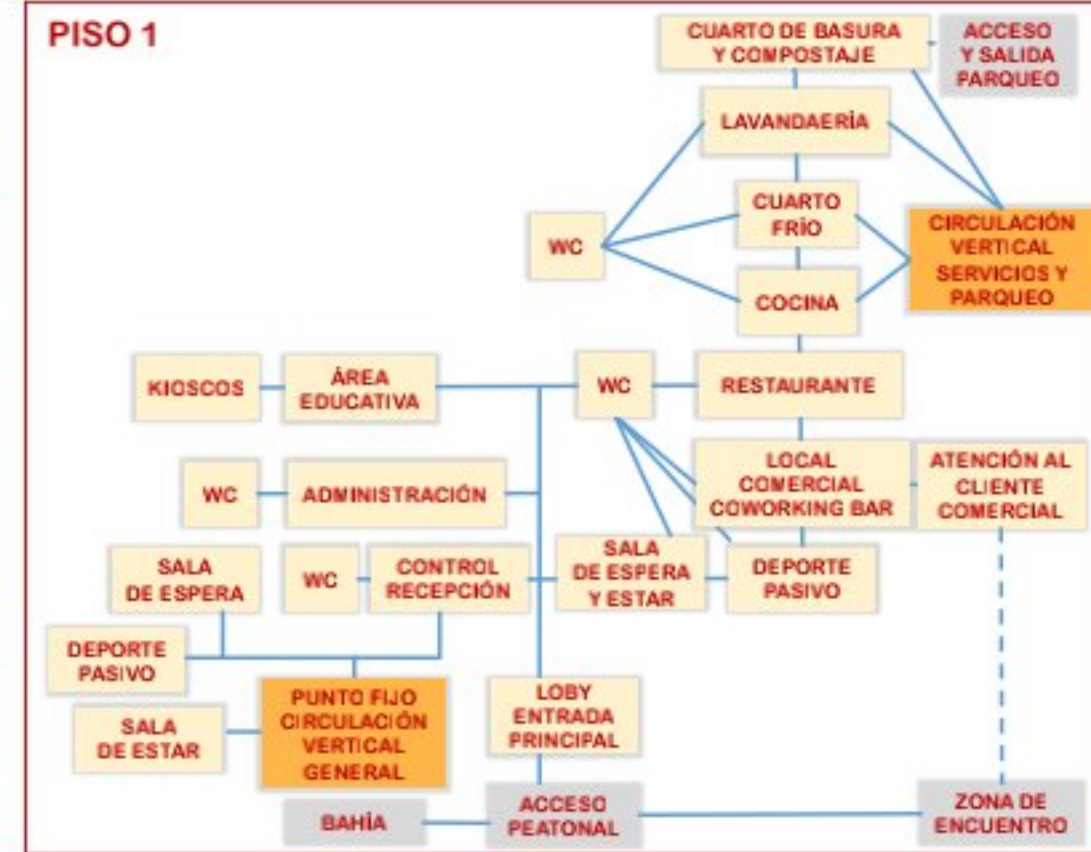 PISO 1
CUARTO DE BASURA
Y COMPOSTAJE
ACCESO
Y SALIDA
PARQUEO
LAVANDAERÌA
CUARTO
FRÌO
WC
CIRCULACIÓN
VERTICAL
SERVICIOS Y
PARQUEO
COCINA
KIOSCOS
ÁREA
EDUCATIVA
WC
RESTAURANTE
WC
ADMINISTRACIÓN
LOCAL
COMERCIAL
COWORKING BAR
ATENCIÓN AL
CLIENTE
COMERCIAL
SALA
DE ESPERA
WC
CONTROL
RECEPCIÓN
SALA
DE ESPERA
Y ESTAR
DEPORTE
PASIVO
DEPORTE
PASIVO
SALA
DE ESTAR
PUNTO FIJO
CIRCULACIÓN
VERTICAL
GENERAL
LOBY
ENTRADA
PRINCIPAL
BAHÌA
ACCESO
PEATONAL
ZONA DE
ENCUENTRO